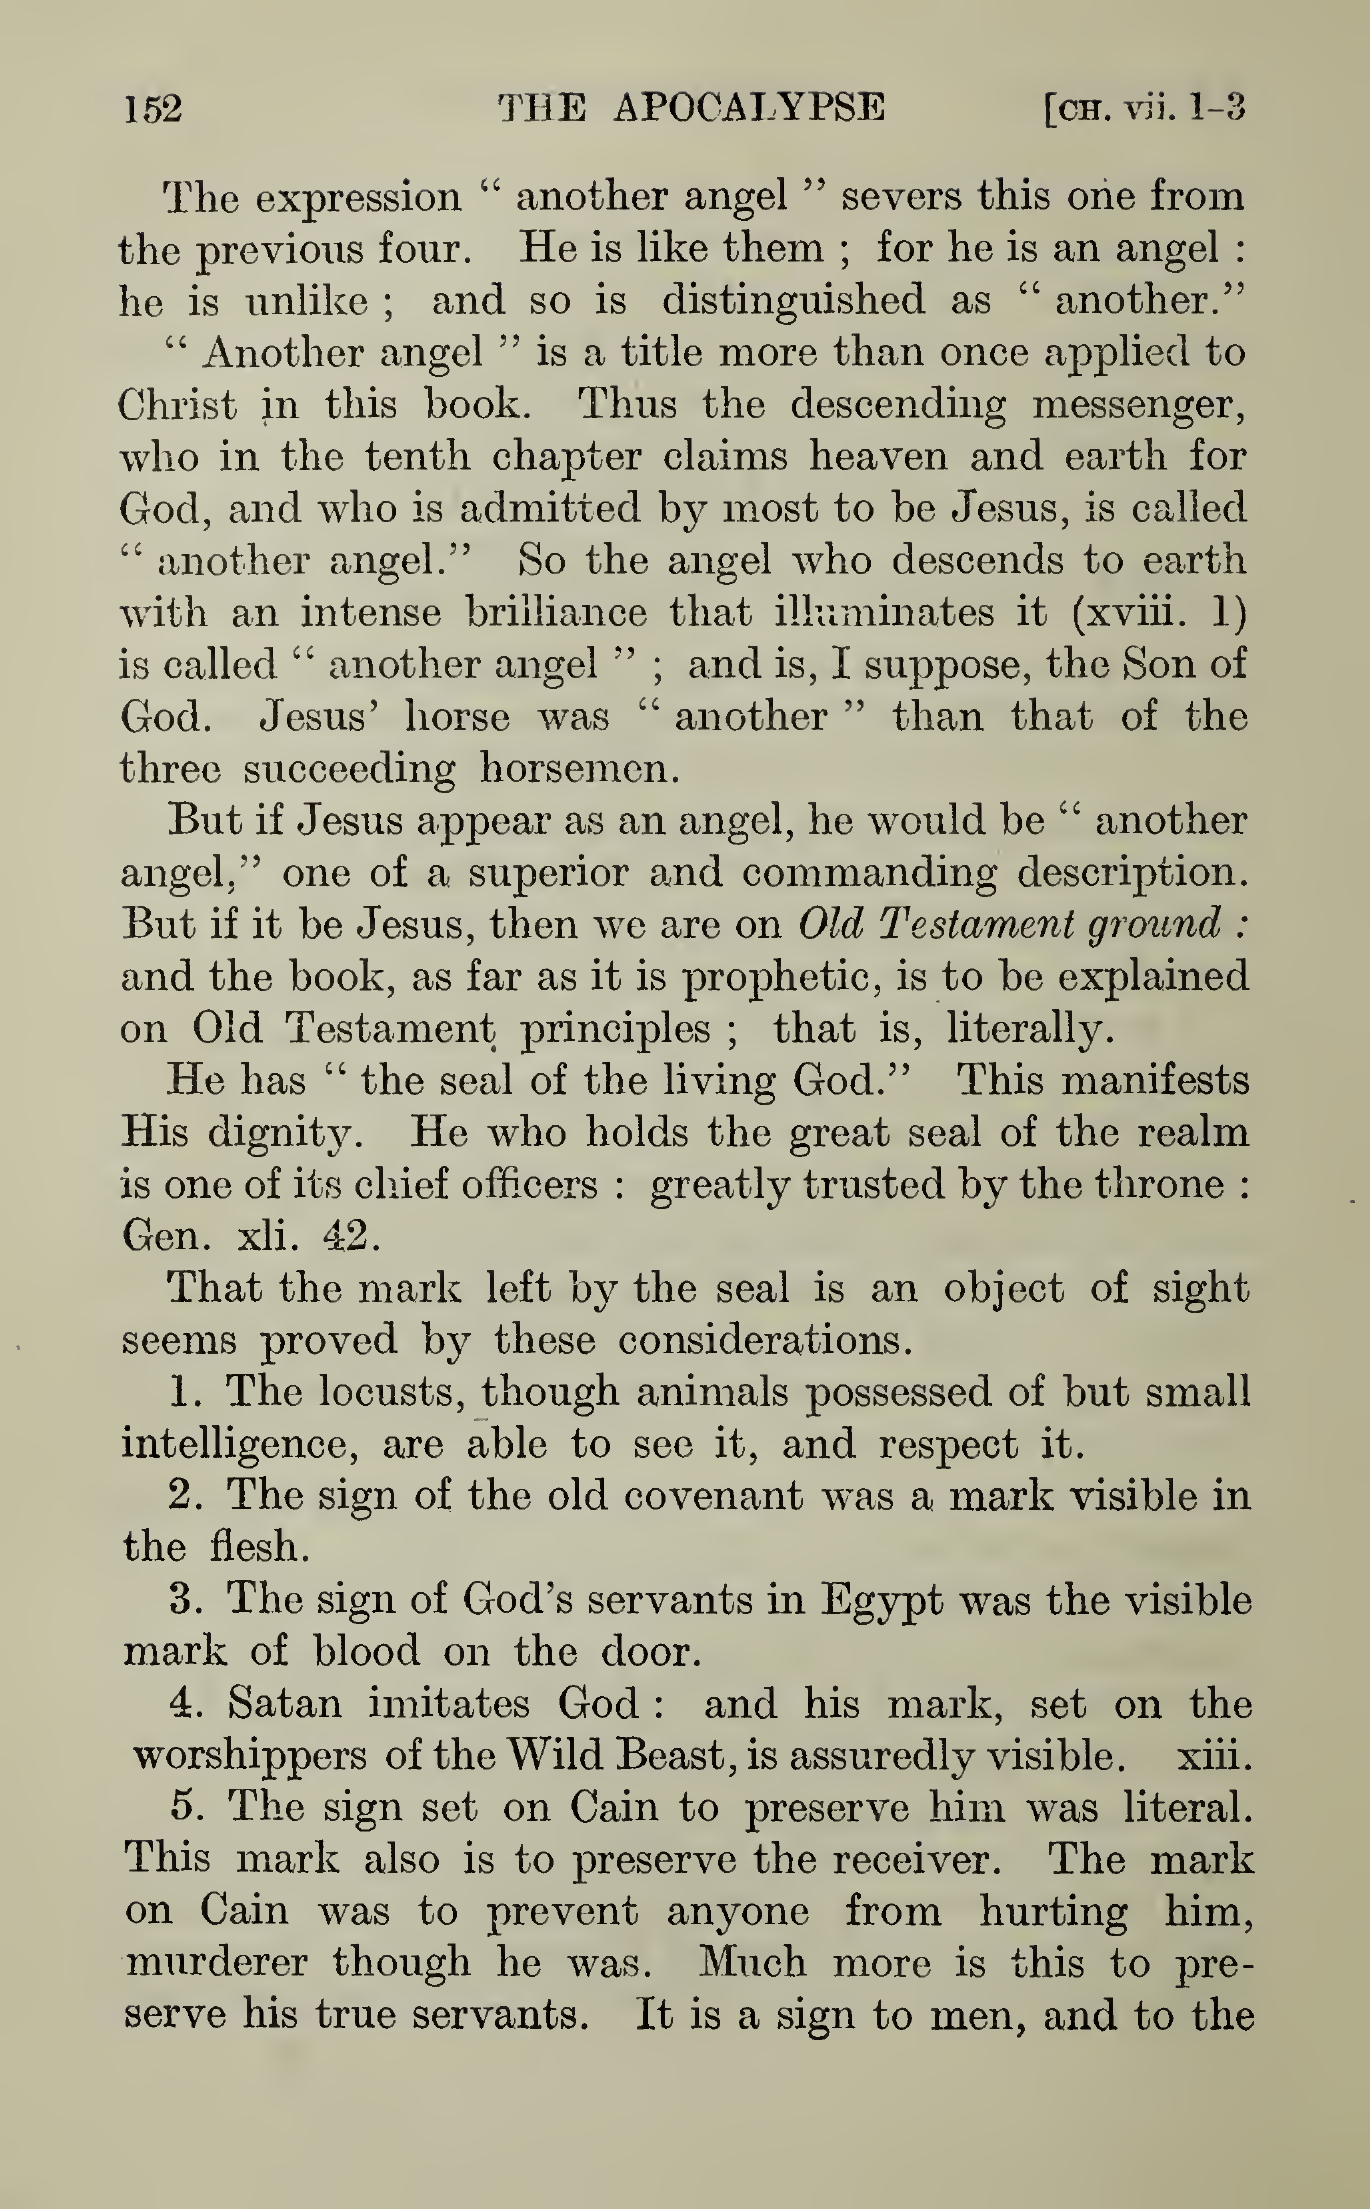 152 THE APOCALYPSE [CH. vii. 1-3
The expression “ another angel ” severs this one from
the previous four. He is like them ; for he is an angel :
he is unlike ; and so is distinguished as “ another.”
“ Another angel ” is a title more than once applied to
Christ in this book. Thus the descending messenger,
who in the tenth chapter claims heaven and earth for
God, and who is admitted by most to be Jesus, is called
“ another angel.” So the angel who descends to earth
with an intense brilliance that illuminates it (xviii. 1)
is called “ another angel ” ; and is, I suppose, the Son of
God. Jesus’ horse was “ another ” than that of the
three succeeding horsemen.
But if Jesus appear as an angel, he would be “ another
angel,” one of a superior and commanding description.
But if it be Jesus, then we are on Old Testament ground :
and the book, as far as it is prophetic, is to be explained
on Old Testament principles ; that is, literally.
He has “ the seal of the living God.” This manifests
His dignity. He who holds the great seal of the realm
is one of its chief officers : greatly trusted by the throne :
Gen. xli. 42.
That the mark left by the seal is an object of sight
seems proved by these considerations.
1. The locusts, though animals possessed of but small
intelligence, are able to see it, and respect it.
2. The sign of the old covenant was a mark visible in
the flesh.
3. The sign of God’s servants in Egypt was the visible
mark of blood on the door.
4. Satan imitates God : and his mark, set on the
worshippers of the Wild Beast, is assuredly visible. xiii.
5. The sign set on Cain to preserve him was literal.
This mark also is to preserve the receiver. The mark
on Cain was to prevent anyone from hurting him,
murderer though he was. Much more is this to pre-
serve his true servants. It is a sign to men, and to the